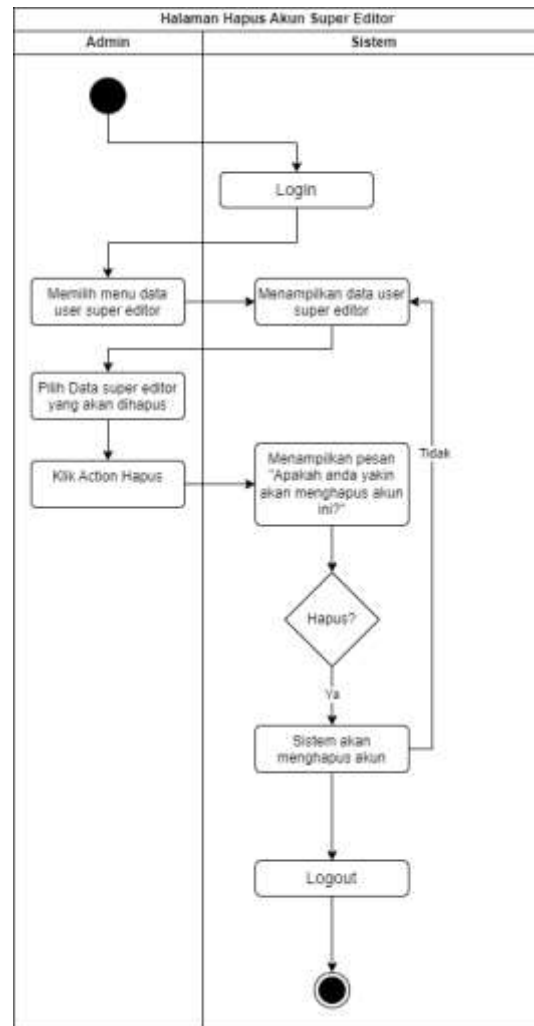 Halaman Hapus Akun Super Editor
Admin
Sistem
Login
Memilih menu data
user super editor
Menampilkan data user
super editor
Pilih Data super editor
yang akan dihapus
Klik Action Hapus
Menampilkan pesan
"Apakah anda yakin
akan menghapus akun
ini?"
Tidak
Hapus?
Ya
Sistem akan
menghapus akun
Logout